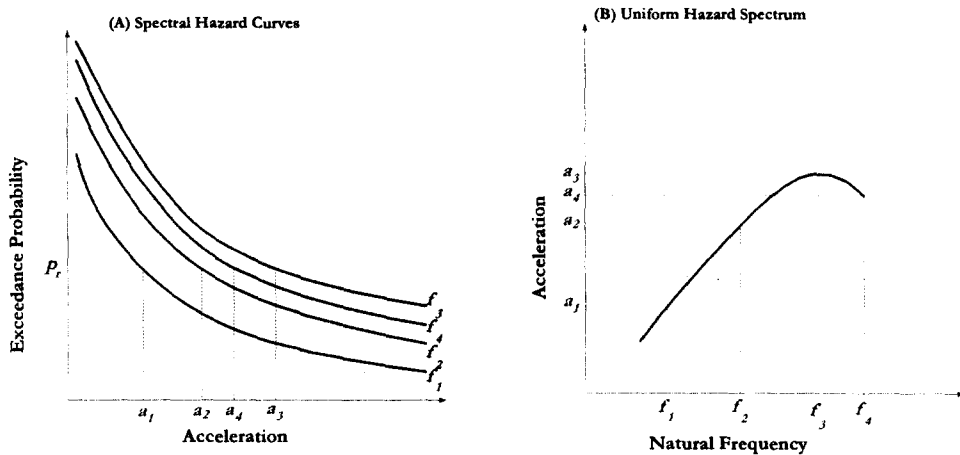 (A) Spectral Hazard Curves
Exceedance Probability
p_r
f_3
f_4
f_2
f_1
a_1 a_2 a_4 a_3
Acceleration
(B) Uniform Hazard Spectrum
Acceleration
a_3
a_4
a_2
a_1
f_1 f_2 f_3 f_4
Natural Frequency